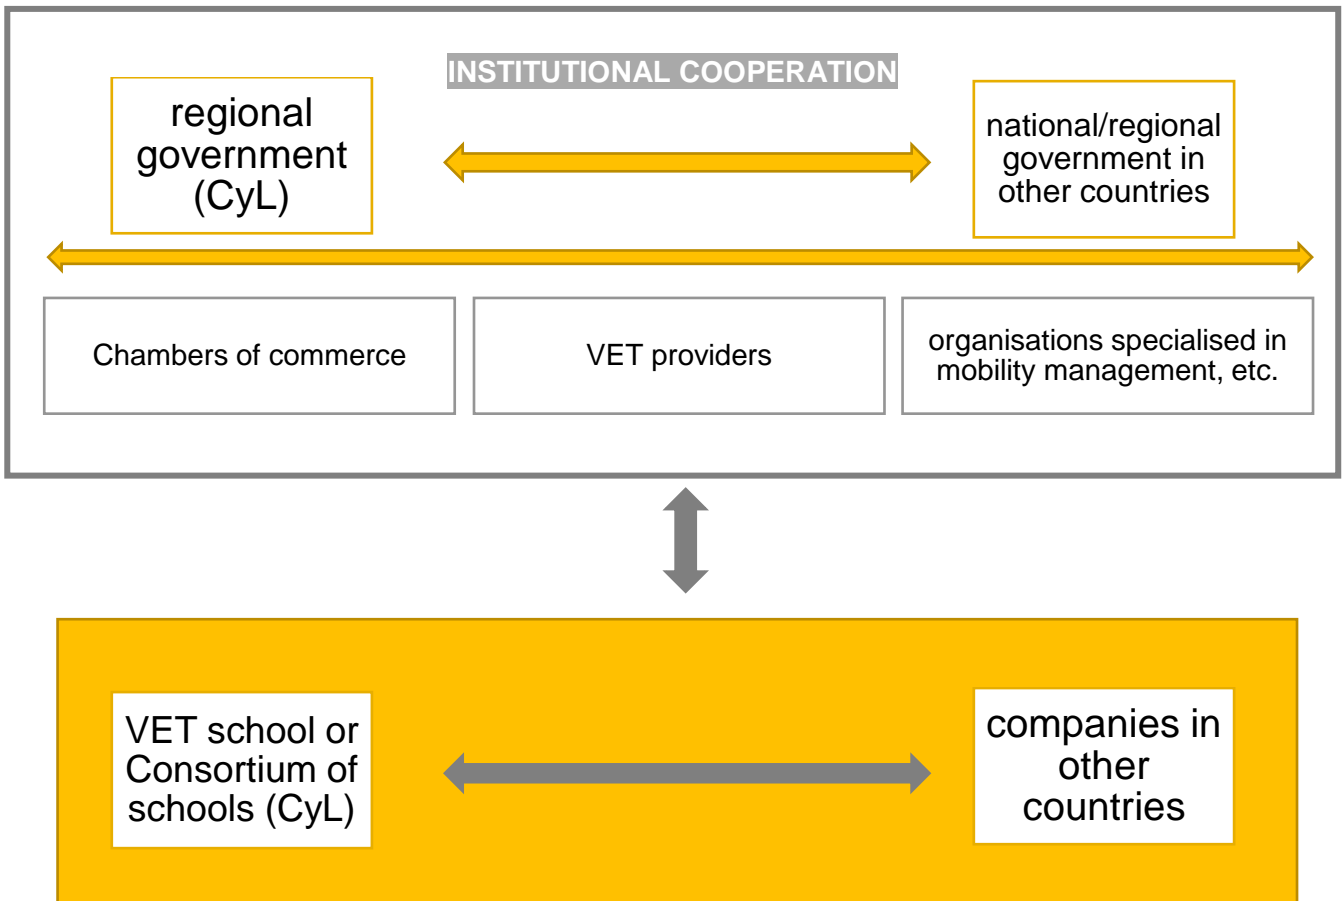 INSTITUTIONAL COOPERATION
regional
government
(CyL)
national/regional
government in
other countries
Chambers of commerce
VET providers
organisations specialised in
mobility management, etc.
VET school or
Consortium of
schools (CyL)
companies in
other
countries